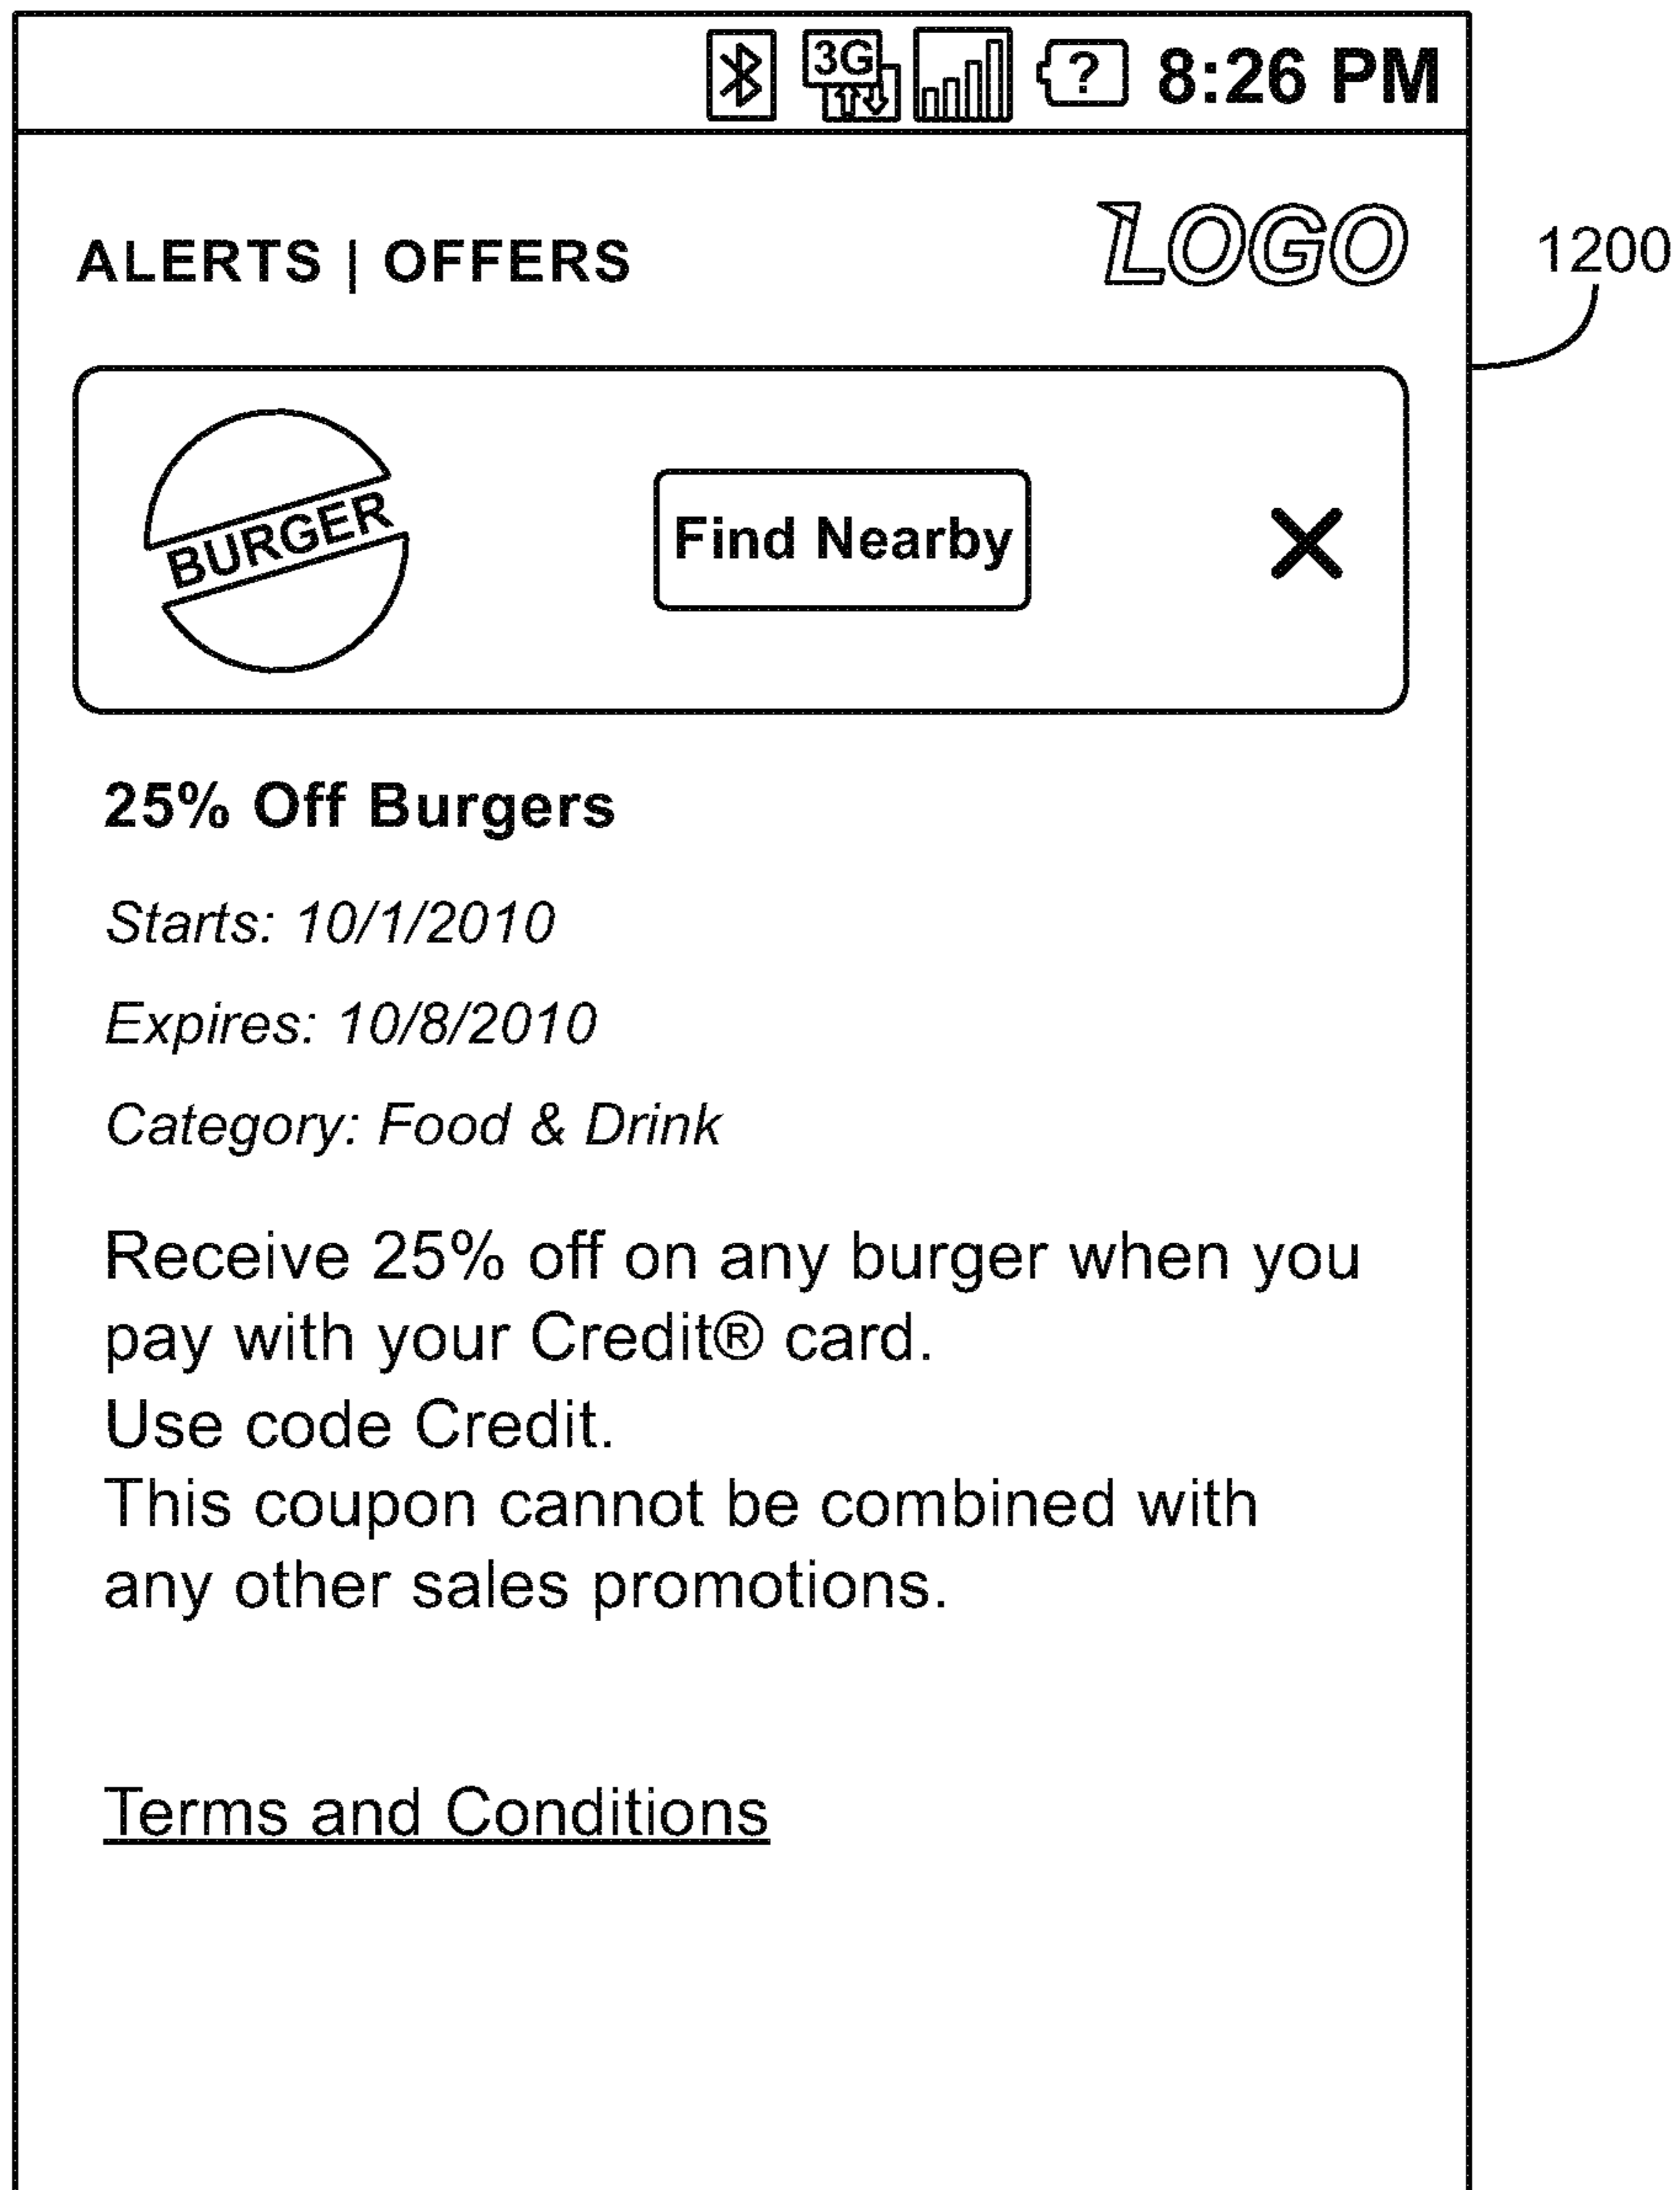 3G ? 8:26 PM
ALERTS | OFFERS LOGO
1200
BURGER Find Nearby X
25% Off Burgers
Starts: 10/1/2010
Expires: 10/8/2010
Category: Food & Drink
Receive 25% off on any burger when you
pay with your Credit® card.
Use code Credit.
This coupon cannot be combined with
any other sales promotions.
Terms and Conditions